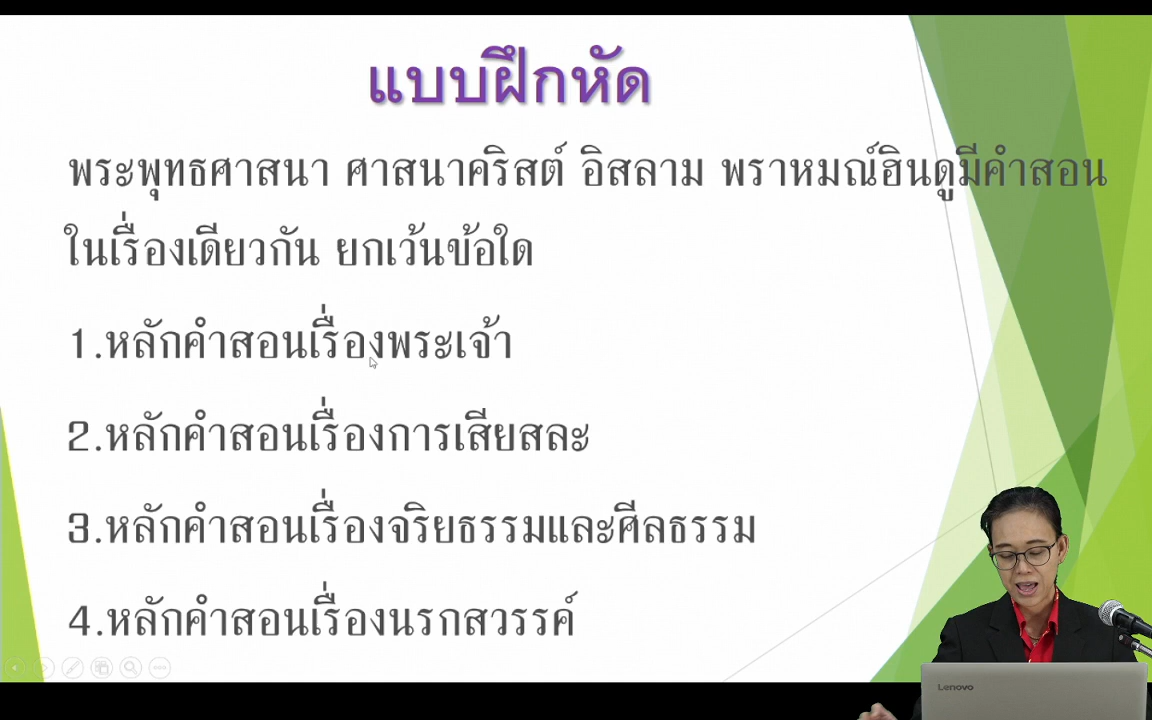 แบบฝึกหัด
พระพุทธศาสนา ศาสนาคริสต์ อิสลาม พราหมณ์ฮินดูมีคำสอน
ในเรื่องเดียวกัน ยกเว้นข้อใด
1.หลักคำสอนเรื่องพระเจ้า
2.หลักคำสอนเรื่องการเสียสละ
3.หลักคำสอนเรื่องจริยธรรมและศีลธรรม
4.หลักคำสอนเรื่องนรกสวรรค์
Lenovo